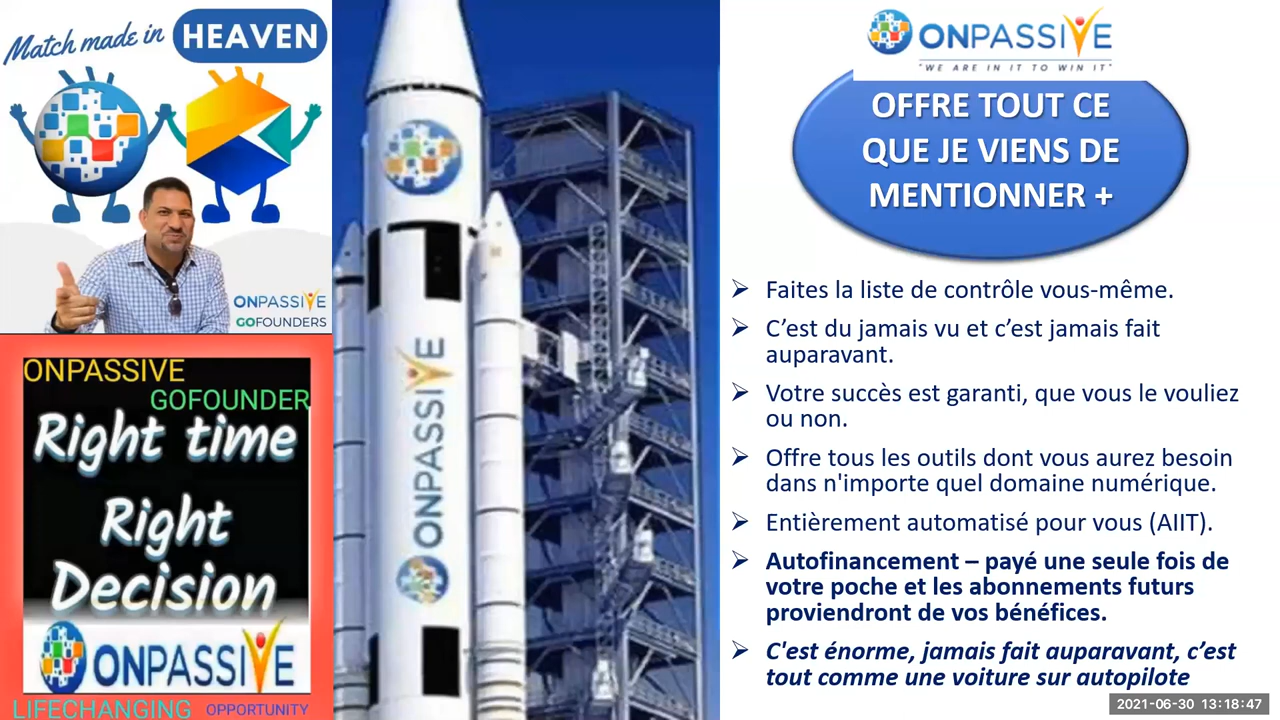 Match made in HEAVEN
ONPASSIVE
GOFOUNDERS
ONPASSIVE
GOFOUNDER
Right time
Right
Decision
ONPASSIVE
LIFECHANGING OPPORTUNITY
ONPASSIVE
ONPASSIVE
"WE ARE IN IT TO WIN IT"
OFFRE TOUT CE
QUE JE VIENS DE
MENTIONNER +
Faites la liste de contrôle vous-même.
C’est du jamais vu et c’est jamais fait
auparavant.
Votre succès est garanti, que vous le vouliez
ou non.
Offre tous les outils dont vous aurez besoin
dans n'importe quel domaine numérique.
Entièrement automatisé pour vous (AIIT).
Autofinancement – payé une seule fois de
votre poche et les abonnements futurs
proviendront de vos bénéfices.
C'est énorme, jamais fait auparavant, c’est
tout comme une voiture sur autopilote
2021-06-30 13:18:47